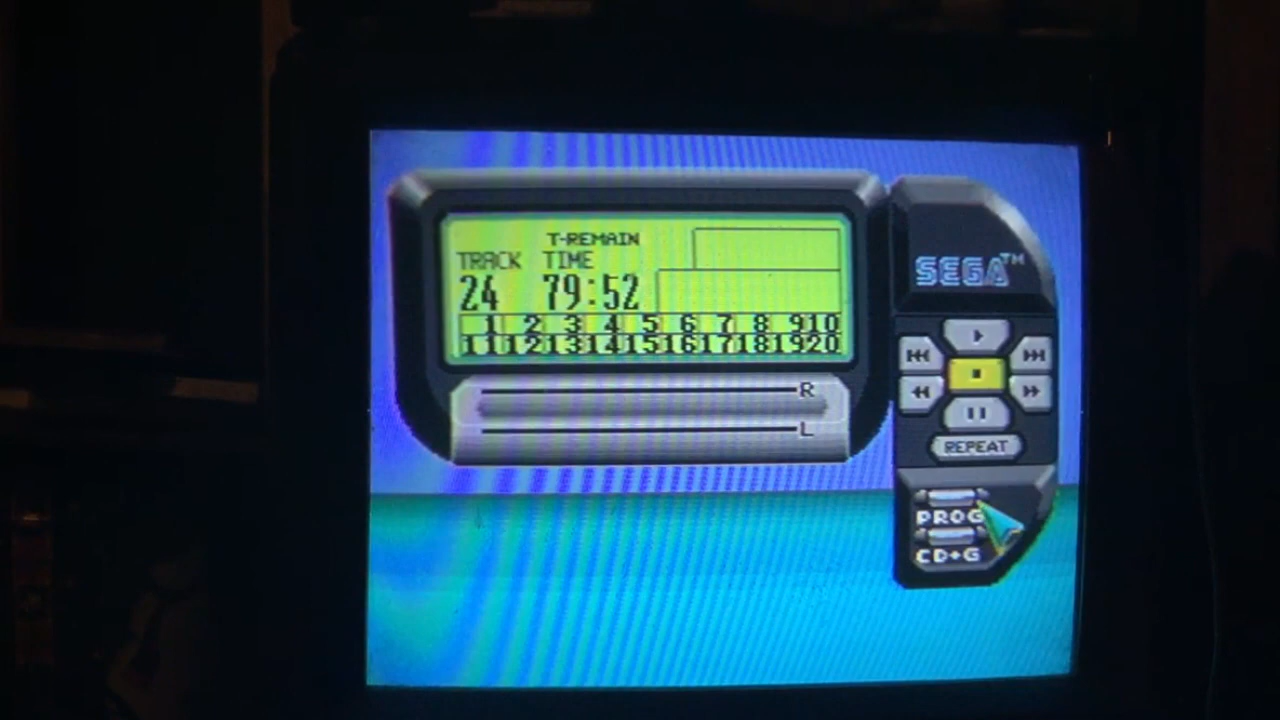 T-REMAIN
TRACK TIME
24 79:52
1 2 3 4 5 6 7 8 9 10
11 12 13 14 15 16 17 18 19 20
R
L
SEGA™
REPEAT
PROG
CD+G